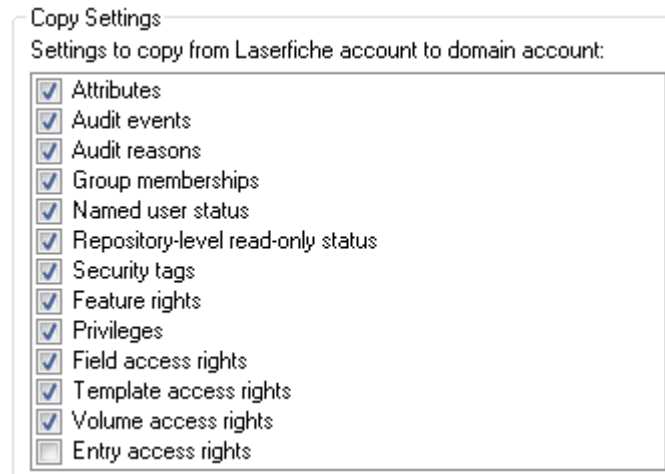 Copy Settings
Settings to copy from Laserfiche account to domain account:
Attributes
Audit events
Audit reasons
Group memberships
Named user status
Repository-level read-only status
Security tags
Feature rights
Privileges
Field access rights
Template access rights
Volume access rights
Entry access rights